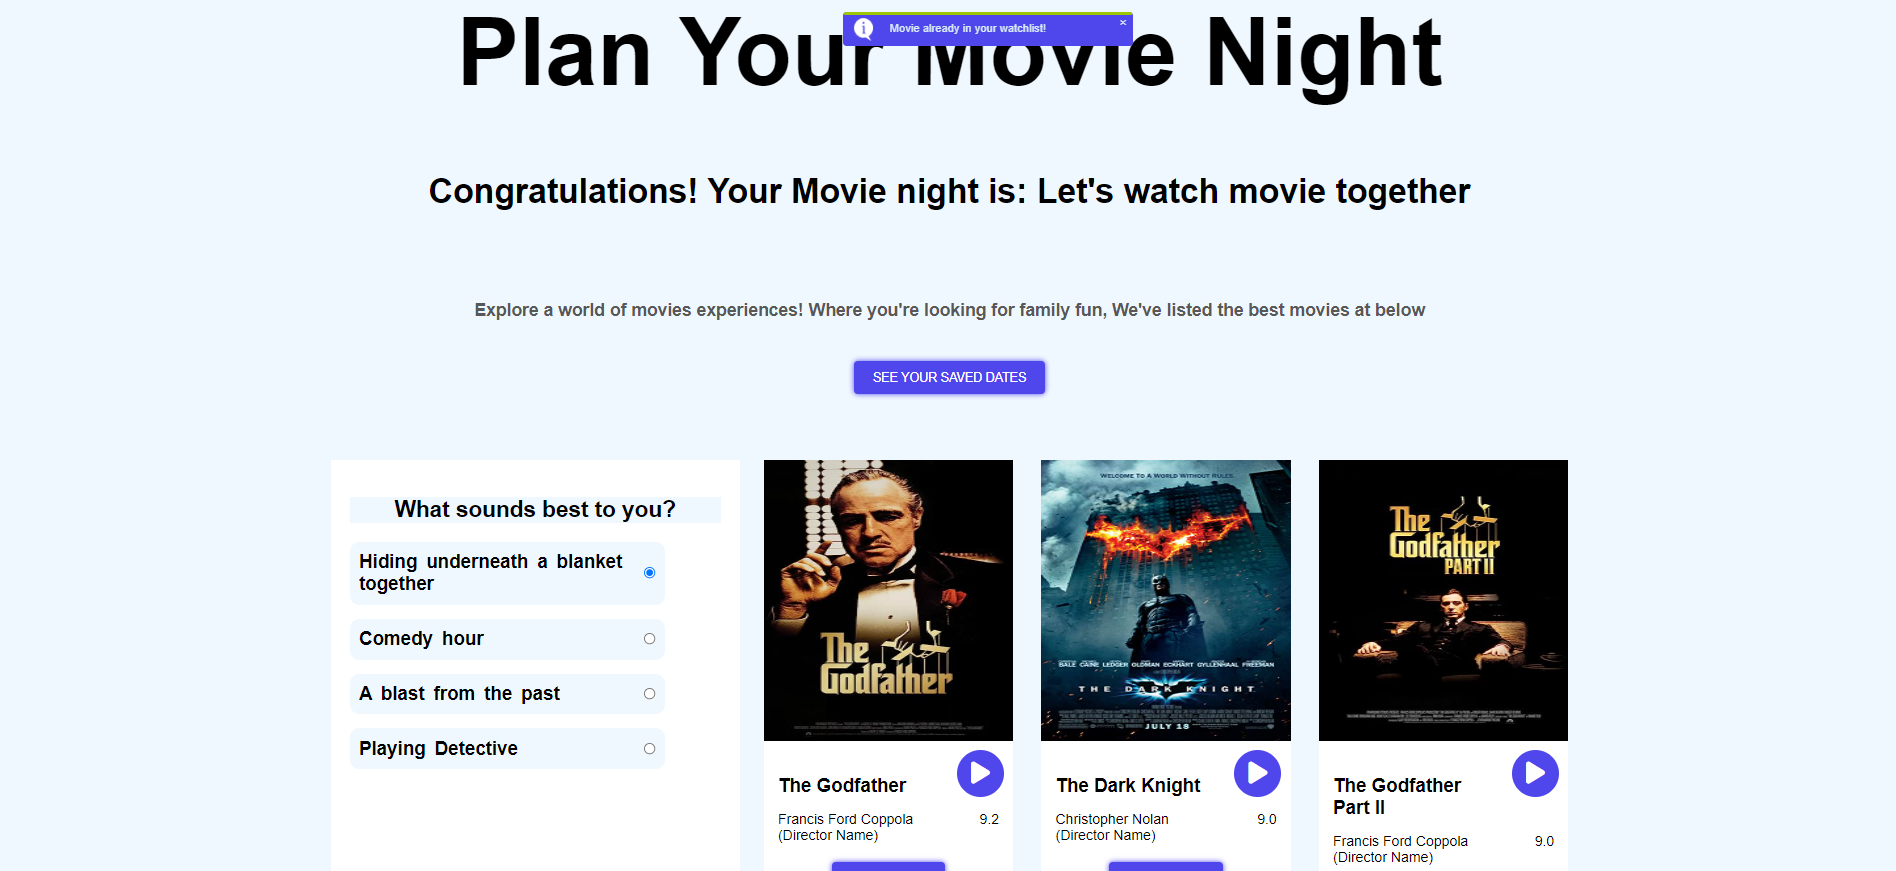 Plan Your Movie Night
Movie already in your watchlist!
Congratulations! Your Movie night is: Let's watch movie together
Explore a world of movies experiences! Where you're looking for family fun, We've listed the best movies at below
SEE YOUR SAVED DATES
What sounds best to you?
Hiding underneath a blanket
together
Comedy hour
A blast from the past
Playing Detective
The
Godfather
The Godfather
Francis Ford Coppola
(Director Name)
9.2
WELCOME TO A WORLD WITHOUT RULES.
BALE CAINE LEDGER OLDMAN ECKHART GYLLENHAAL FREEMAN
THE DARK KNIGHT
JULY 18
The Dark Knight
Christopher Nolan
(Director Name)
9.0
The
Godfather
PART II
The Godfather
Part II
Francis Ford Coppola
(Director Name)
9.0